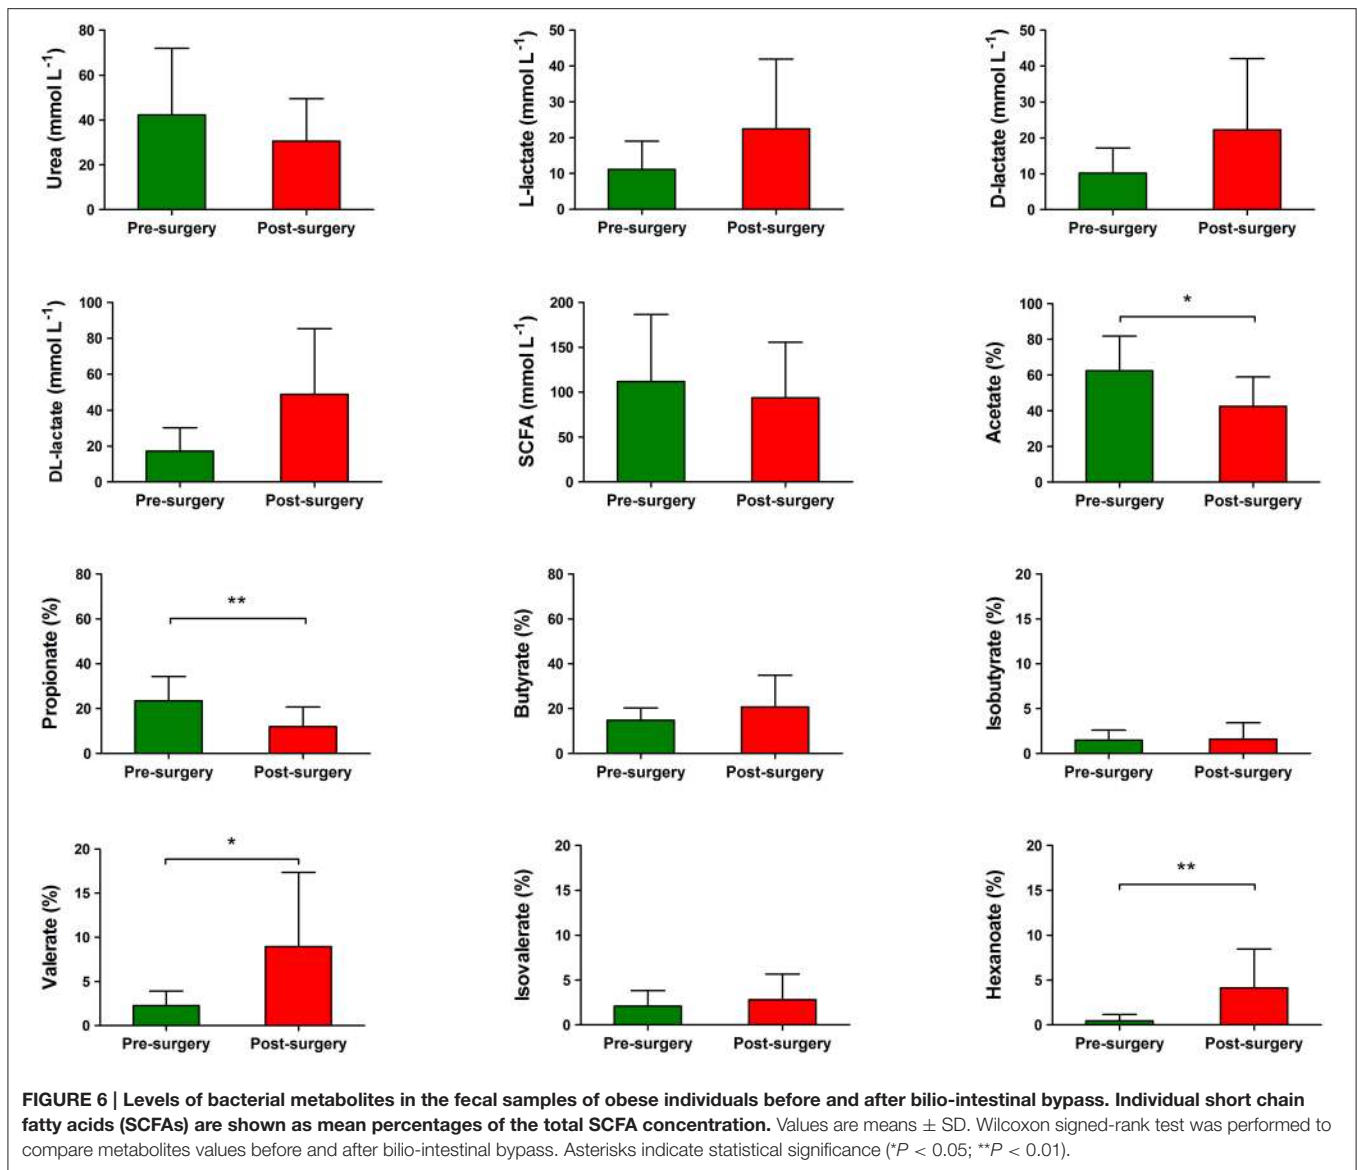 Urea (mmol L⁻¹)
80
60
40
20
0
Pre-surgery Post-surgery
L-lactate (mmol L⁻¹)
50
40
30
20
10
0
Pre-surgery Post-surgery
D-lactate (mmol L⁻¹)
50
40
30
20
10
0
Pre-surgery Post-surgery
DL-lactate (mmol L⁻¹)
100
80
60
40
20
0
Pre-surgery Post-surgery
SCFA (mmol L⁻¹)
200
150
100
50
0
Pre-surgery Post-surgery
Acetate (%)
100
80
60
40
20
0
*
Pre-surgery Post-surgery
Propionate (%)
80
60
40
20
0
**
Pre-surgery Post-surgery
Butyrate (%)
80
60
40
20
0
Pre-surgery Post-surgery
Isobutyrate (%)
20
15
10
5
0
Pre-surgery Post-surgery
Valerate (%)
20
15
10
5
0
*
Pre-surgery Post-surgery
Isovalerate (%)
20
15
10
5
0
Pre-surgery Post-surgery
Hexanoate (%)
20
15
10
5
0
**
Pre-surgery Post-surgery
FIGURE 6 | Levels of bacterial metabolites in the fecal samples of obese individuals before and after bilio-intestinal bypass. Individual short chain
fatty acids (SCFAs) are shown as mean percentages of the total SCFA concentration. Values are means ± SD. Wilcoxon signed-rank test was performed to
compare metabolites values before and after bilio-intestinal bypass. Asterisks indicate statistical significance (*P < 0.05; **P < 0.01).